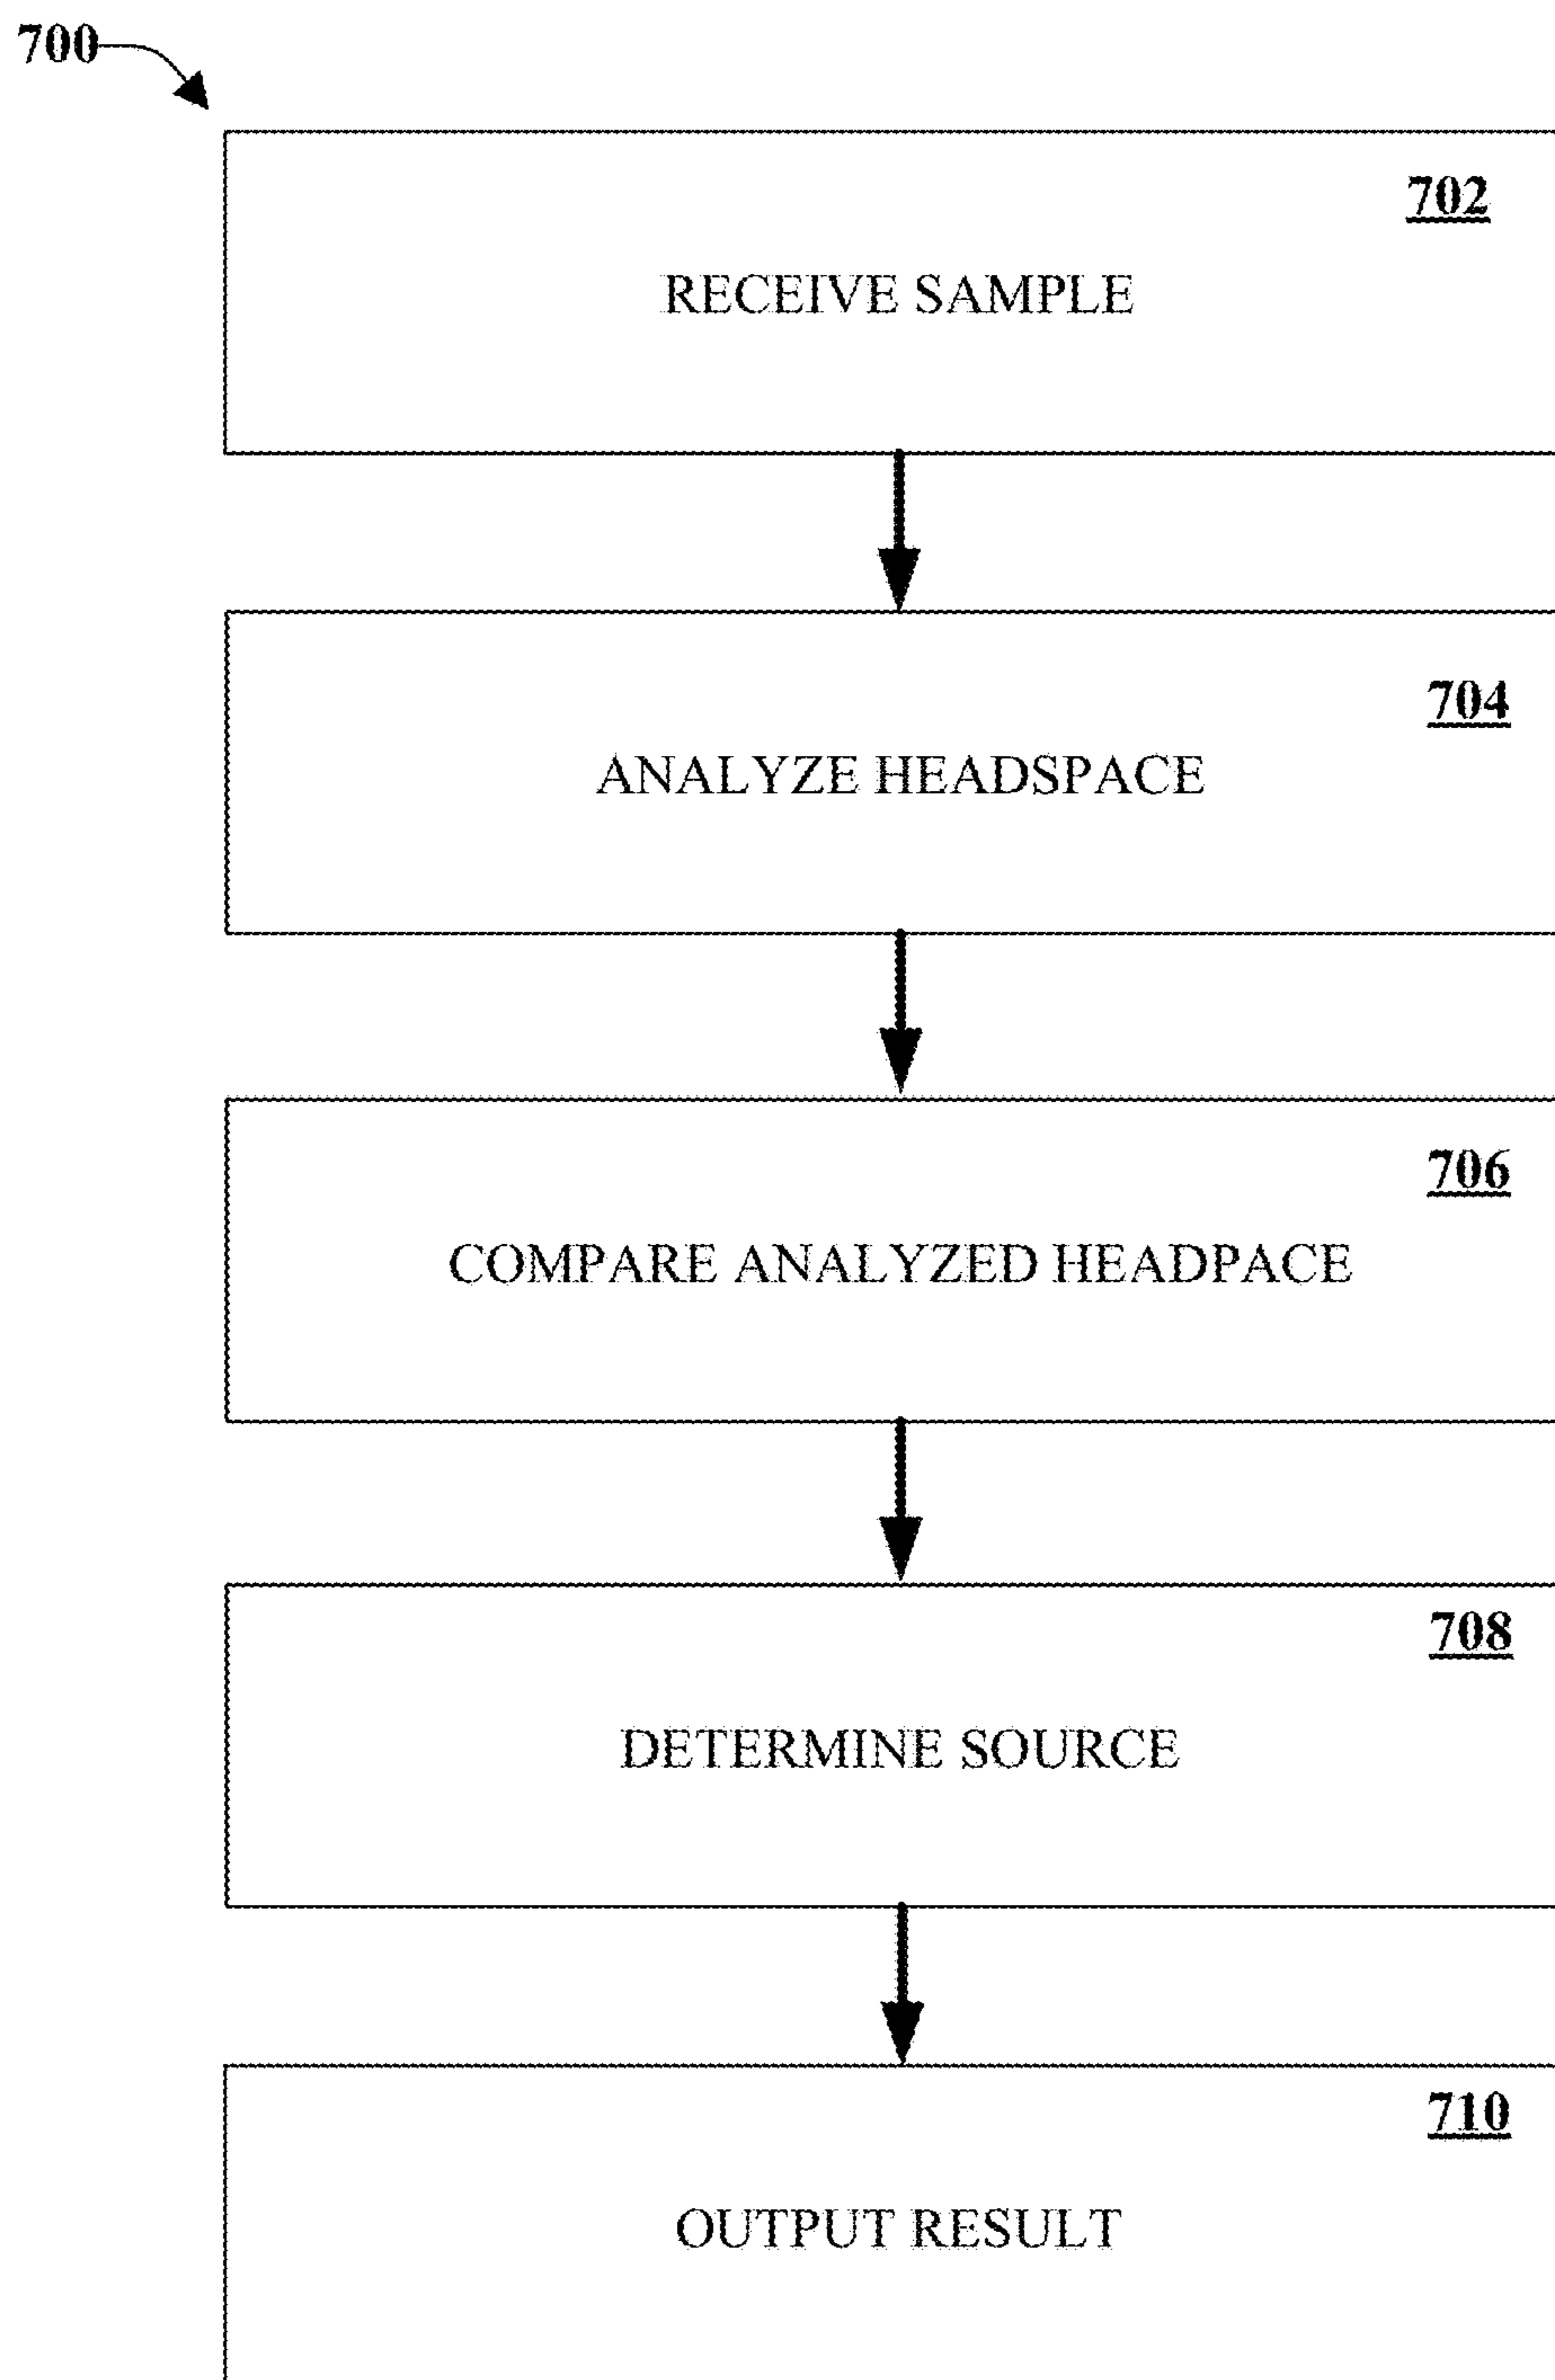 700
702
RECEIVE SAMPLE
704
ANALYZE HEADSPACE
706
COMPARE ANALYZED HEADPACE
708
DETERMINE SOURCE
710
OUTPUT RESULT